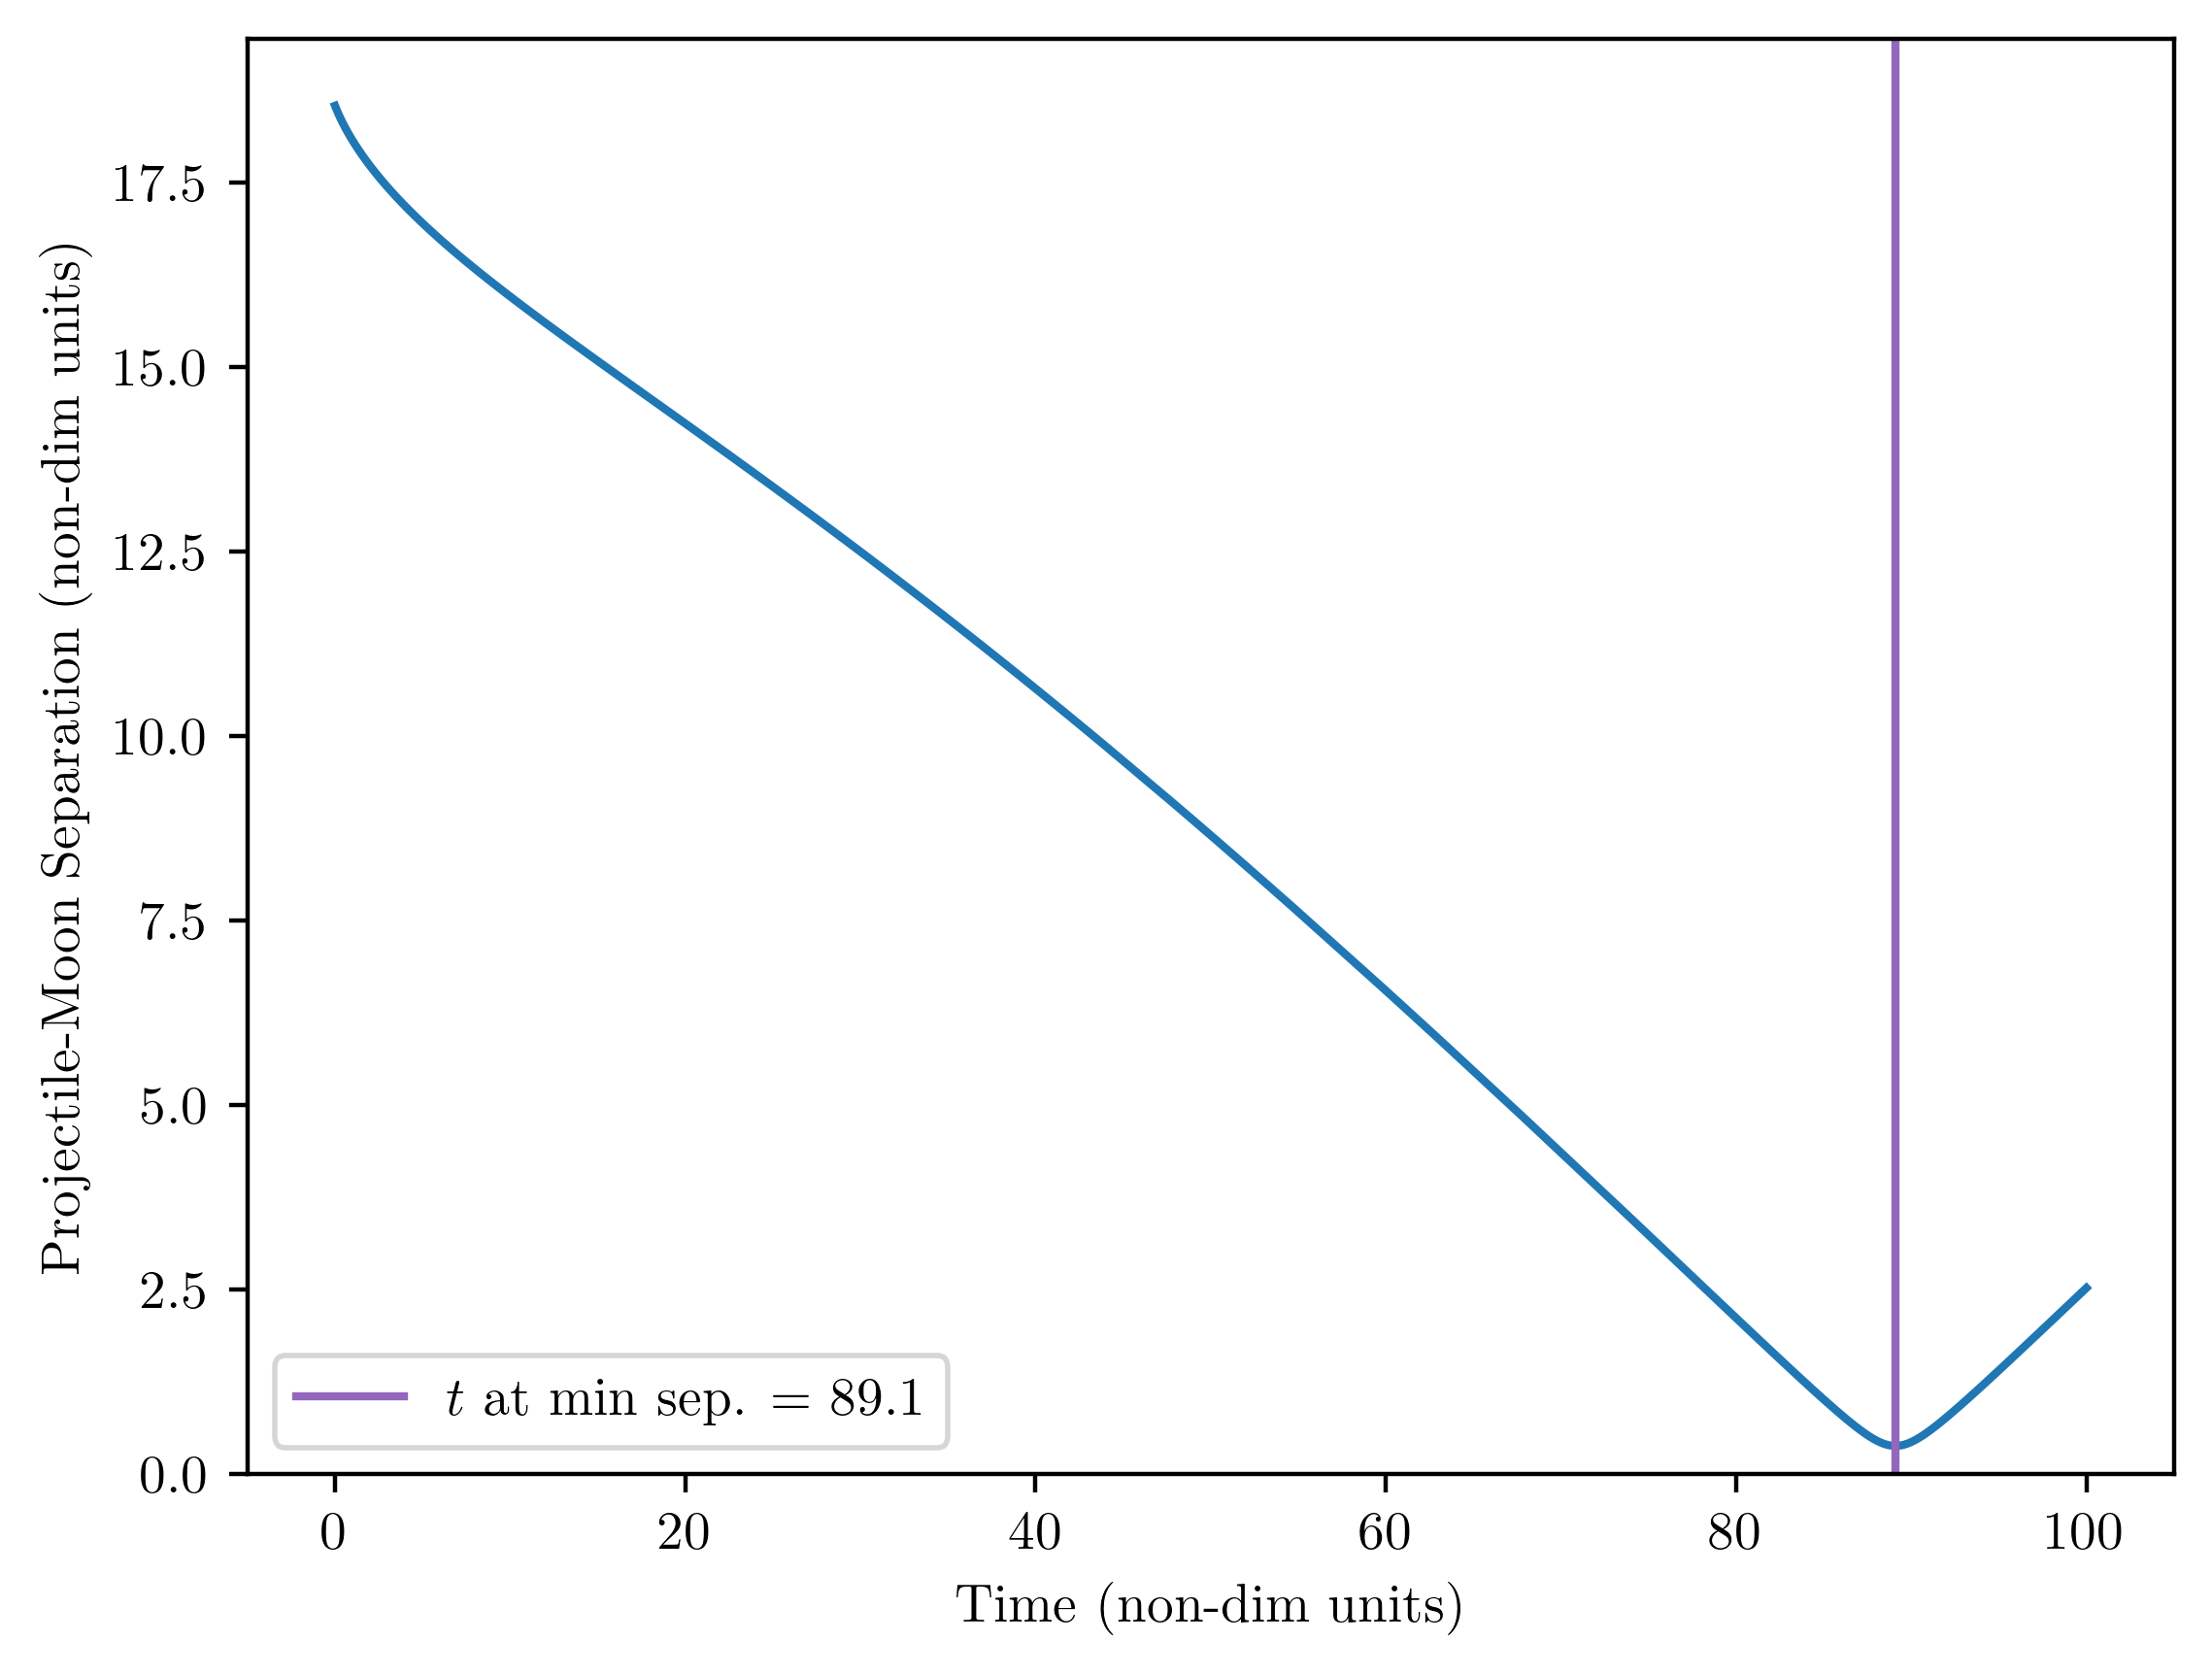 Projectile-Moon Separation (non-dim units)
17.5
15.0
12.5
10.0
7.5
5.0
2.5
0.0
t at min sep. = 89.1
0 20 40 60 80 100
Time (non-dim units)